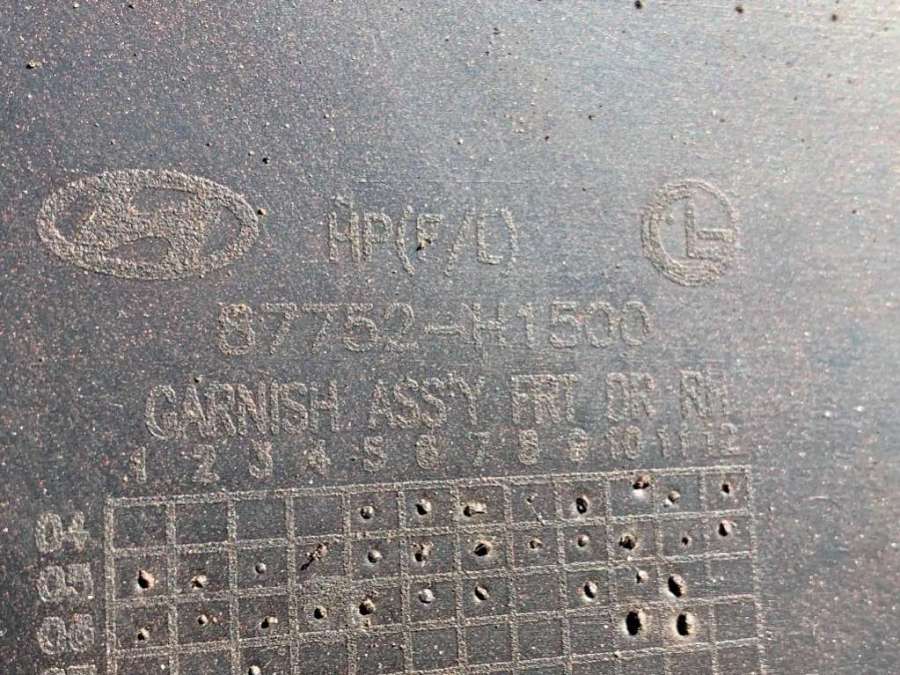 HP(F/L) L
87752-H1500
GARNISH ASS'Y FRT DR RH
1 2 3 4 5 6 7 8 9 10 11 12
04
05
06